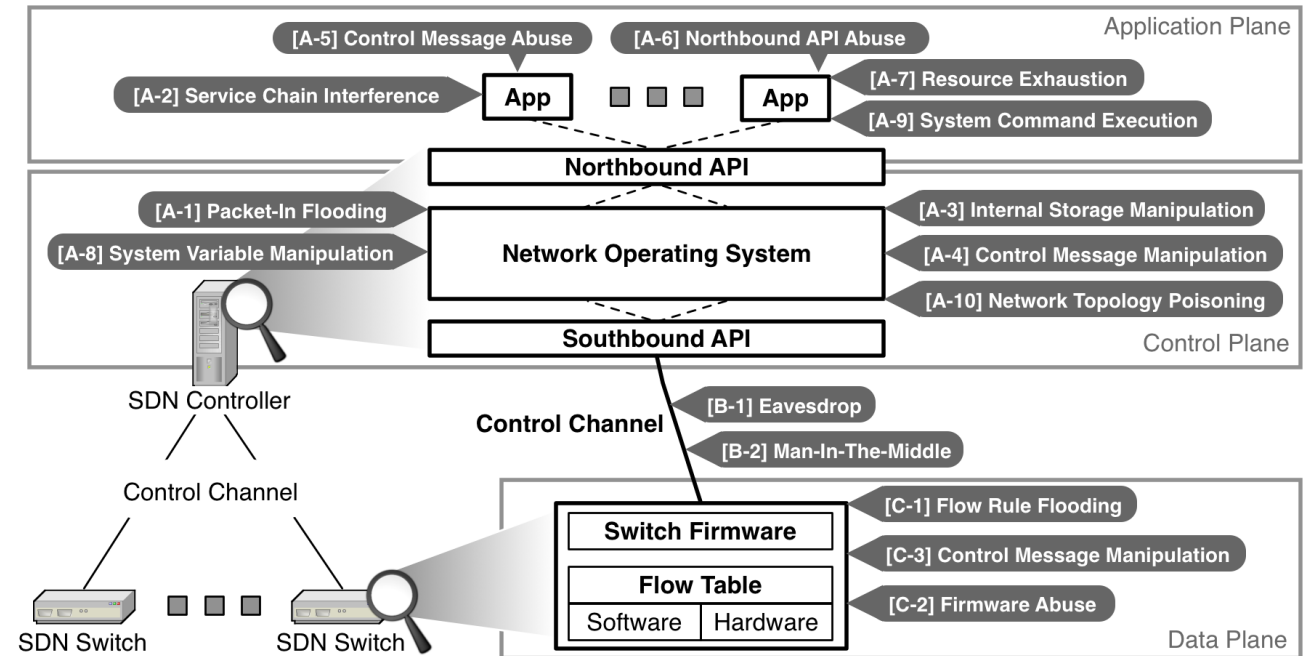 Application Plane
[A-5] Control Message Abuse
[A-6] Northbound API Abuse
[A-2] Service Chain Interference
App
App
[A-7] Resource Exhaustion
[A-9] System Command Execution
Northbound API
[A-1] Packet-In Flooding
[A-8] System Variable Manipulation
Network Operating System
[A-3] Internal Storage Manipulation
[A-4] Control Message Manipulation
[A-10] Network Topology Poisoning
Southbound API
Control Plane
SDN Controller
Control Channel
[B-1] Eavesdrop
[B-2] Man-In-The-Middle
Control Channel
SDN Switch
SDN Switch
Switch Firmware
Flow Table
Software
Hardware
[C-1] Flow Rule Flooding
[C-3] Control Message Manipulation
[C-2] Firmware Abuse
Data Plane